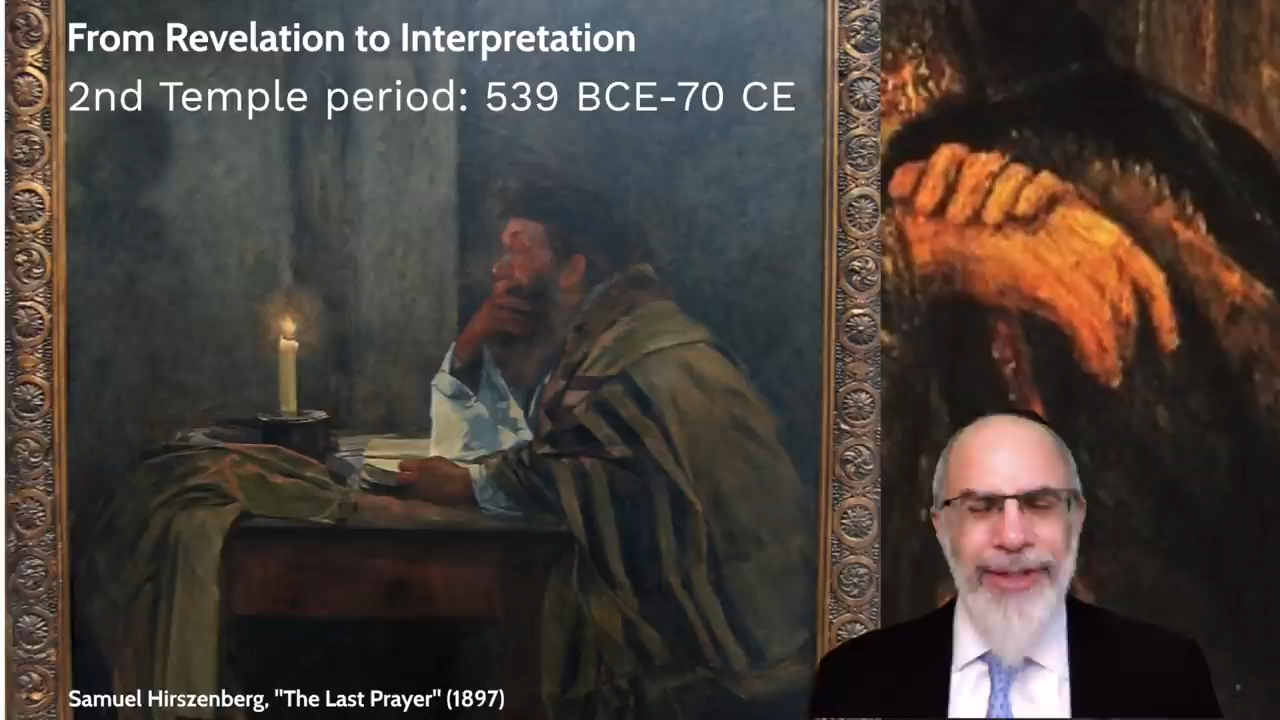 From Revelation to Interpretation
2nd Temple period: 539 BCE-70 CE
Samuel Hirszenberg, "The Last Prayer" (1897)